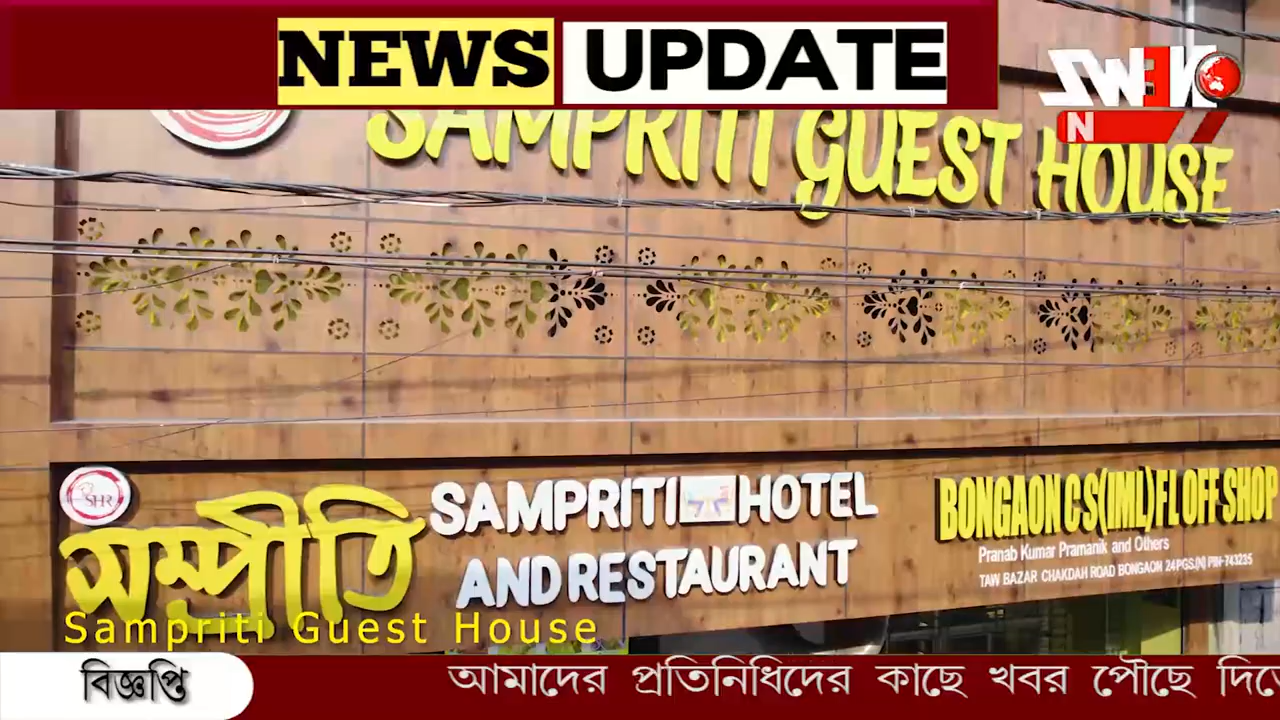 NEWS UPDATE
N
SAMPRITI GUEST HOUSE
SHR
সম্প্রীতি
SAMPRITI HOTEL
AND RESTAURANT
BONGAON C S(IML)FL OFF SHOP
Pranab Kumar Pramanik and Others
TAW BAZAR CHAKDAH ROAD BONGAON 24PGS.(N) PIN-743235
Sampriti Guest House
বিজ্ঞপ্তি
আমাদের প্রতিনিধিদের কাছে খবর পৌছে